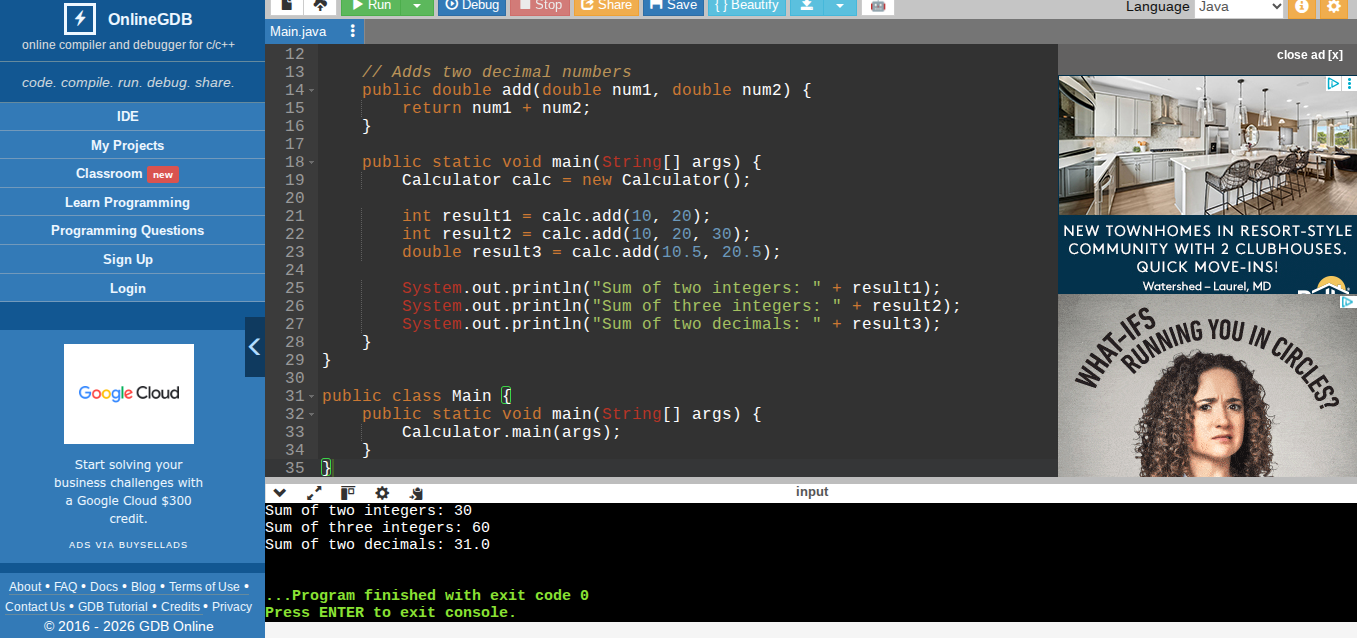 OnlineGDB
online compiler and debugger for c/c++
code. compile. run. debug. share.
IDE
My Projects
Classroom new
Learn Programming
Programming Questions
Sign Up
Login
Google Cloud
Start solving your
business challenges with
a Google Cloud $300
credit.
ADS VIA BUYSELLADS
About • FAQ • Docs • Blog • Terms of Use •
Contact Us • GDB Tutorial • Credits • Privacy
© 2016 - 2026 GDB Online
Run Debug Stop Share Save { } Beautify Language Java
Main.java
12
13     // Adds two decimal numbers
14     public double add(double num1, double num2) {
15         return num1 + num2;
16     }
17
18     public static void main(String[] args) {
19         Calculator calc = new Calculator();
20
21         int result1 = calc.add(10, 20);
22         int result2 = calc.add(10, 20, 30);
23         double result3 = calc.add(10.5, 20.5);
24
25         System.out.println("Sum of two integers: " + result1);
26         System.out.println("Sum of three integers: " + result2);
27         System.out.println("Sum of two decimals: " + result3);
28     }
29 }
30
31 public class Main {
32     public static void main(String[] args) {
33         Calculator.main(args);
34     }
35 }
input
Sum of two integers: 30
Sum of three integers: 60
Sum of two decimals: 31.0
...Program finished with exit code 0
Press ENTER to exit console.
close ad [x]
NEW TOWNHOMES IN RESORT-STYLE
COMMUNITY WITH 2 CLUBHOUSES.
QUICK MOVE-INS!
Watershed – Laurel, MD
WHAT-IFS
RUNNING YOU IN CIRCLES?